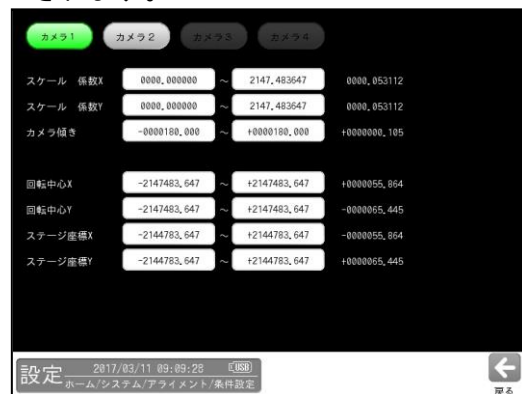 カメラ1 カメラ2 カメラ3 カメラ4
スケール 係数X 0000.000000 ～ 2147.483647 0000.053112
スケール 係数Y 0000.000000 ～ 2147.483647 0000.053112
カメラ傾き -0000180.000 ～ +0000180.000 +0000000.105
回転中心X -2147483.647 ～ +2147483.647 +0000055.864
回転中心Y -2147483.647 ～ +2147483.647 -0000065.445
ステージ座標X -2144783.647 ～ +2144783.647 -0000055.864
ステージ座標Y -2144783.647 ～ +2144783.647 +0000065.445
設定 2017/03/11 09:09:28 USB
ホーム/システム/アライメント/条件設定
戻る